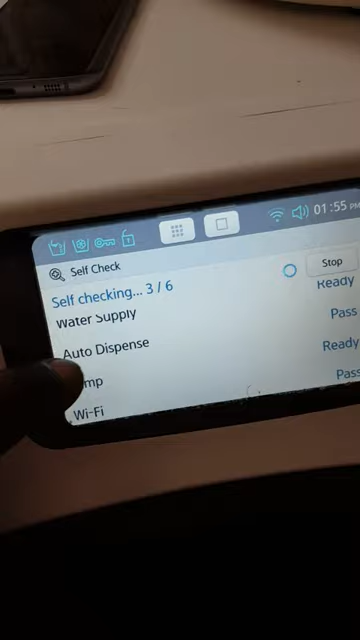 01:55 PM
Self Check
Self checking... 3 / 6
Stop
Water Supply
Ready
Auto Dispense
Pass
mp
Ready
Wi-Fi
Pass